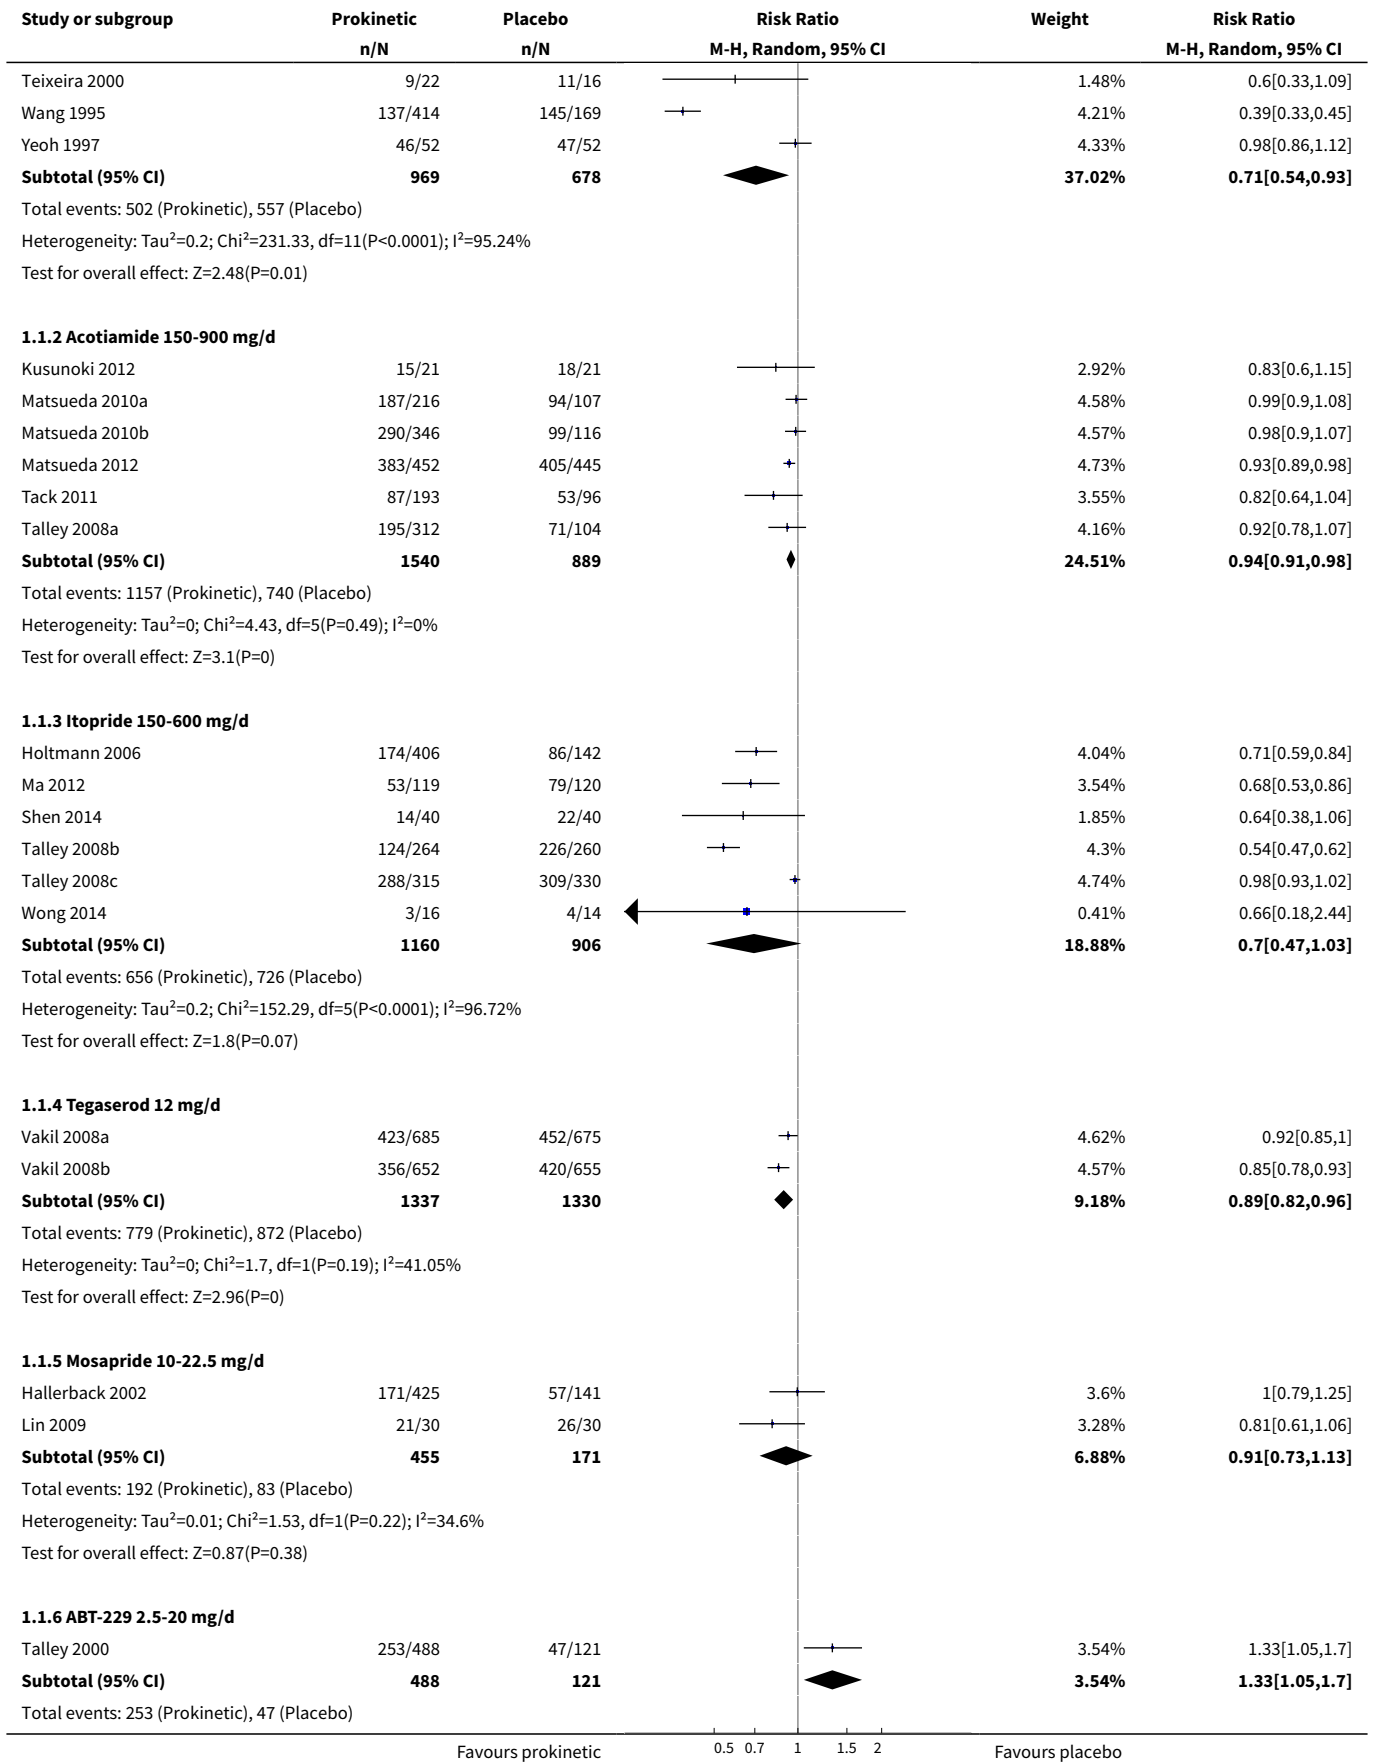 Study or subgroup Prokinetic Placebo Risk Ratio Weight Risk Ratio
n/N n/N M-H, Random, 95% CI M-H, Random, 95% CI
Teixeira 2000 9/22 11/16 1.48% 0.6[0.33,1.09]
Wang 1995 137/414 145/169 4.21% 0.39[0.33,0.45]
Yeoh 1997 46/52 47/52 4.33% 0.98[0.86,1.12]
Subtotal (95% CI) 969 678 37.02% 0.71[0.54,0.93]
Total events: 502 (Prokinetic), 557 (Placebo)
Heterogeneity: Tau²=0.2; Chi²=231.33, df=11(P<0.0001); I²=95.24%
Test for overall effect: Z=2.48(P=0.01)
1.1.2 Acotiamide 150-900 mg/d
Kusunoki 2012 15/21 18/21 2.92% 0.83[0.6,1.15]
Matsueda 2010a 187/216 94/107 4.58% 0.99[0.9,1.08]
Matsueda 2010b 290/346 99/116 4.57% 0.98[0.9,1.07]
Matsueda 2012 383/452 405/445 4.73% 0.93[0.89,0.98]
Tack 2011 87/193 53/96 3.55% 0.82[0.64,1.04]
Talley 2008a 195/312 71/104 4.16% 0.92[0.78,1.07]
Subtotal (95% CI) 1540 889 24.51% 0.94[0.91,0.98]
Total events: 1157 (Prokinetic), 740 (Placebo)
Heterogeneity: Tau²=0; Chi²=4.43, df=5(P=0.49); I²=0%
Test for overall effect: Z=3.1(P=0)
1.1.3 Itopride 150-600 mg/d
Holtmann 2006 174/406 86/142 4.04% 0.71[0.59,0.84]
Ma 2012 53/119 79/120 3.54% 0.68[0.53,0.86]
Shen 2014 14/40 22/40 1.85% 0.64[0.38,1.06]
Talley 2008b 124/264 226/260 4.3% 0.54[0.47,0.62]
Talley 2008c 288/315 309/330 4.74% 0.98[0.93,1.02]
Wong 2014 3/16 4/14 0.41% 0.66[0.18,2.44]
Subtotal (95% CI) 1160 906 18.88% 0.7[0.47,1.03]
Total events: 656 (Prokinetic), 726 (Placebo)
Heterogeneity: Tau²=0.2; Chi²=152.29, df=5(P<0.0001); I²=96.72%
Test for overall effect: Z=1.8(P=0.07)
1.1.4 Tegaserod 12 mg/d
Vakil 2008a 423/685 452/675 4.62% 0.92[0.85,1]
Vakil 2008b 356/652 420/655 4.57% 0.85[0.78,0.93]
Subtotal (95% CI) 1337 1330 9.18% 0.89[0.82,0.96]
Total events: 779 (Prokinetic), 872 (Placebo)
Heterogeneity: Tau²=0; Chi²=1.7, df=1(P=0.19); I²=41.05%
Test for overall effect: Z=2.96(P=0)
1.1.5 Mosapride 10-22.5 mg/d
Hallerback 2002 171/425 57/141 3.6% 1[0.79,1.25]
Lin 2009 21/30 26/30 3.28% 0.81[0.61,1.06]
Subtotal (95% CI) 455 171 6.88% 0.91[0.73,1.13]
Total events: 192 (Prokinetic), 83 (Placebo)
Heterogeneity: Tau²=0.01; Chi²=1.53, df=1(P=0.22); I²=34.6%
Test for overall effect: Z=0.87(P=0.38)
1.1.6 ABT-229 2.5-20 mg/d
Talley 2000 253/488 47/121 3.54% 1.33[1.05,1.7]
Subtotal (95% CI) 488 121 3.54% 1.33[1.05,1.7]
Total events: 253 (Prokinetic), 47 (Placebo)
Favours prokinetic 0.5 0.7 1 1.5 2 Favours placebo